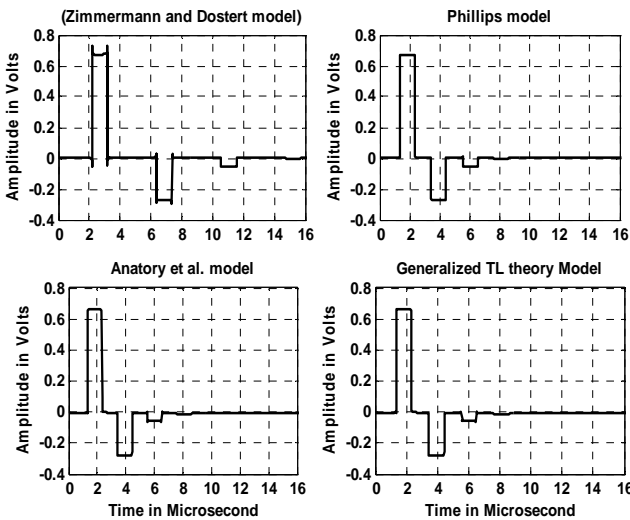 (Zimmermann and Dostert model)
Amplitude in Volts
0.8
0.6
0.4
0.2
0
-0.2
-0.4
0 2 4 6 8 10 12 14 16
Phillips model
Amplitude in Volts
0.8
0.6
0.4
0.2
0
-0.2
-0.4
0 2 4 6 8 10 12 14 16
Anatory et al. model
Amplitude in Volts
0.8
0.6
0.4
0.2
0
-0.2
-0.4
0 2 4 6 8 10 12 14 16
Time in Microsecond
Generalized TL theory Model
Amplitude in Volts
0.8
0.6
0.4
0.2
0
-0.2
-0.4
0 2 4 6 8 10 12 14 16
Time in Microsecond